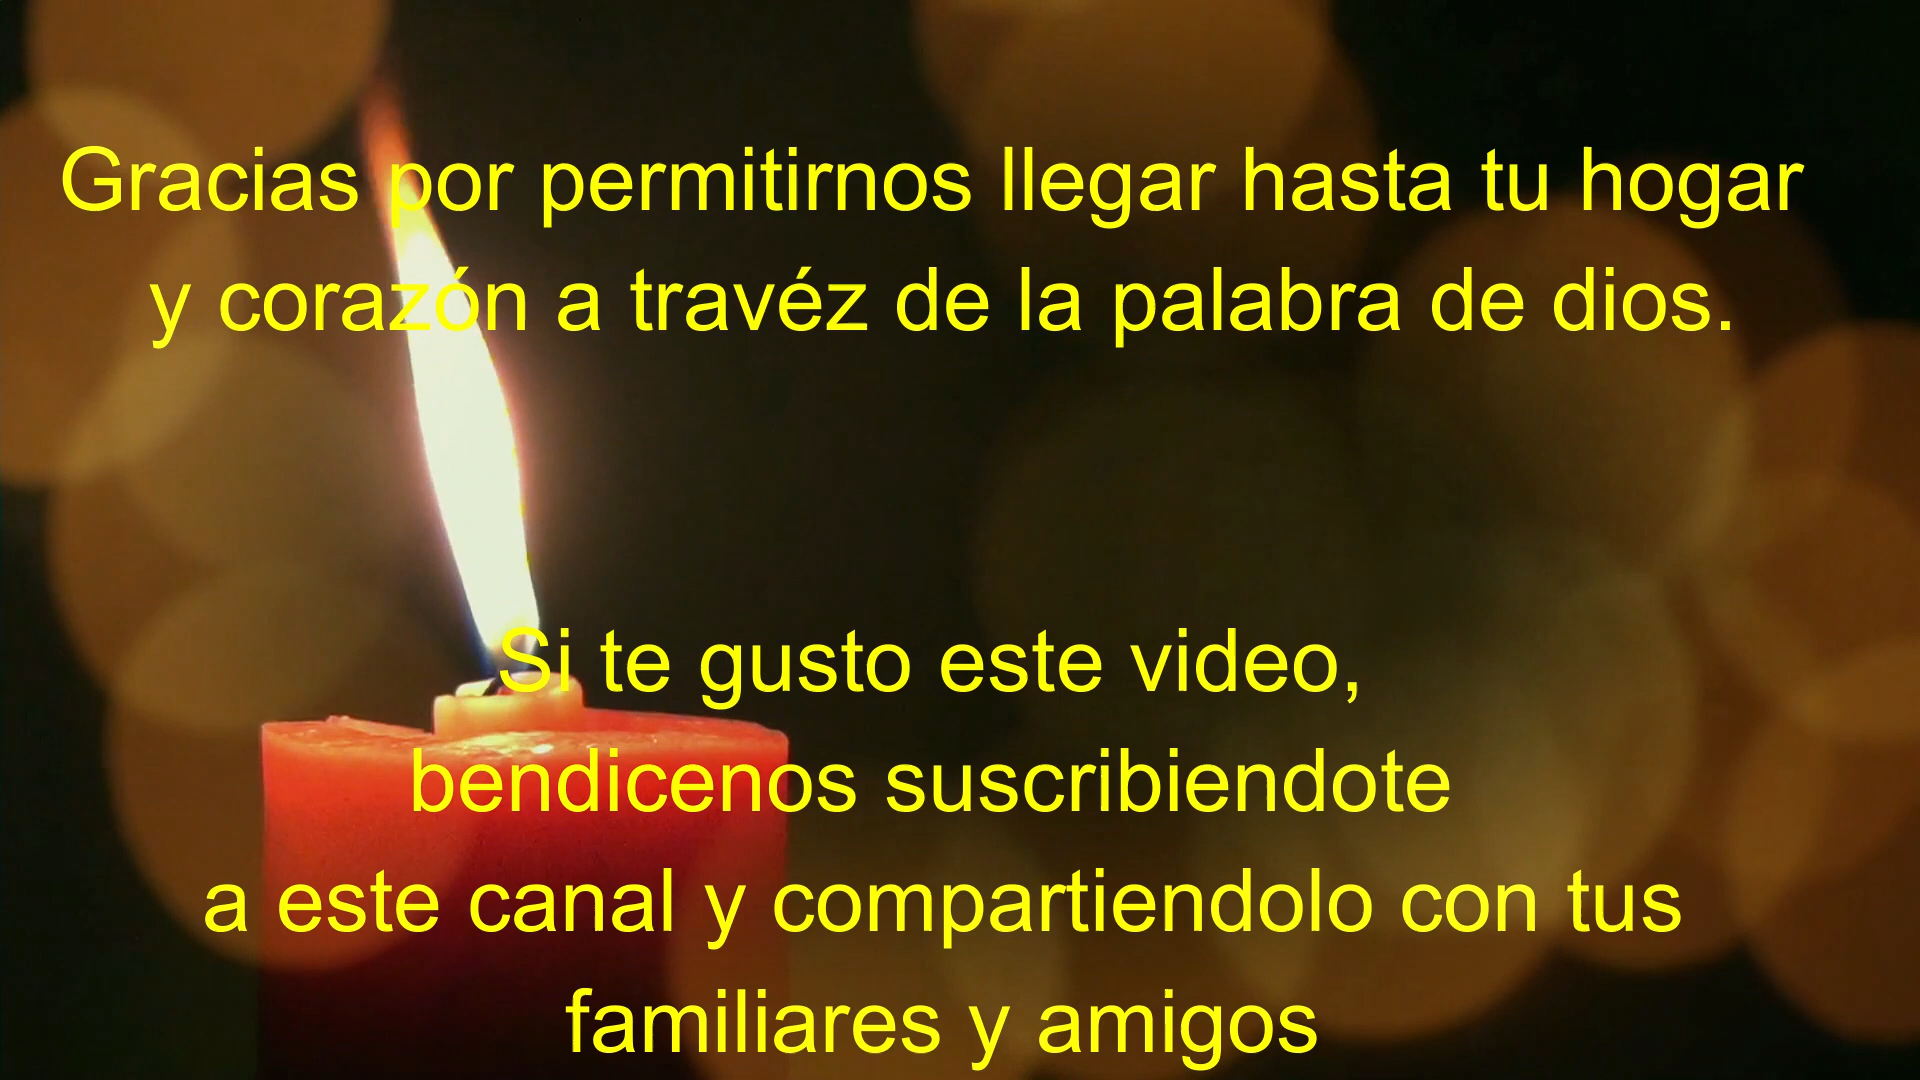 Gracias por permitirnos llegar hasta tu hogar
y corazón a travéz de la palabra de dios.
Si te gusto este video,
bendicenos suscribiendote
a este canal y compartiendolo con tus
familiares y amigos